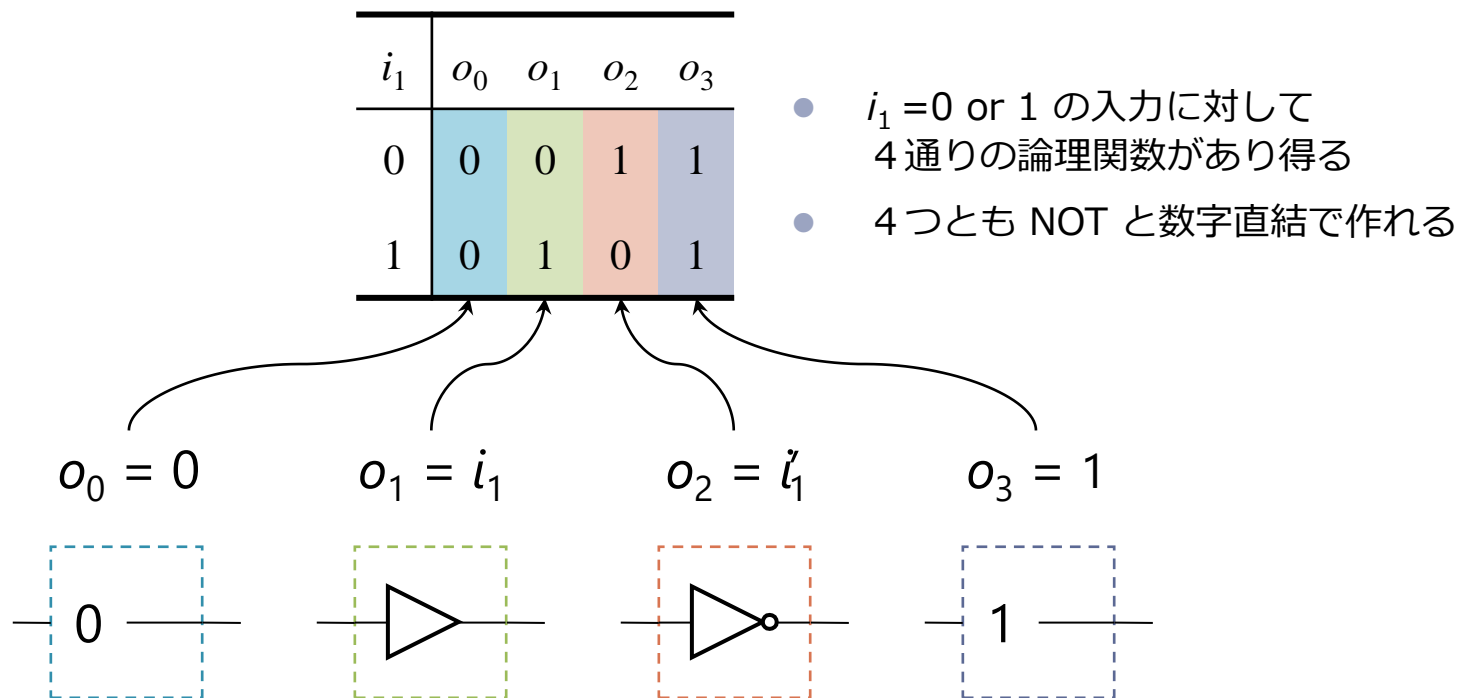 i₁ o₀ o₁ o₂ o₃
0 0 0 1 1
1 0 1 0 1
● i₁ =0 or 1 の入力に対して
４通りの論理関数があり得る
● ４つとも NOT と数字直結で作れる
o₀ = 0 o₁ = i₁ o₂ = i₁′ o₃ = 1
0 1